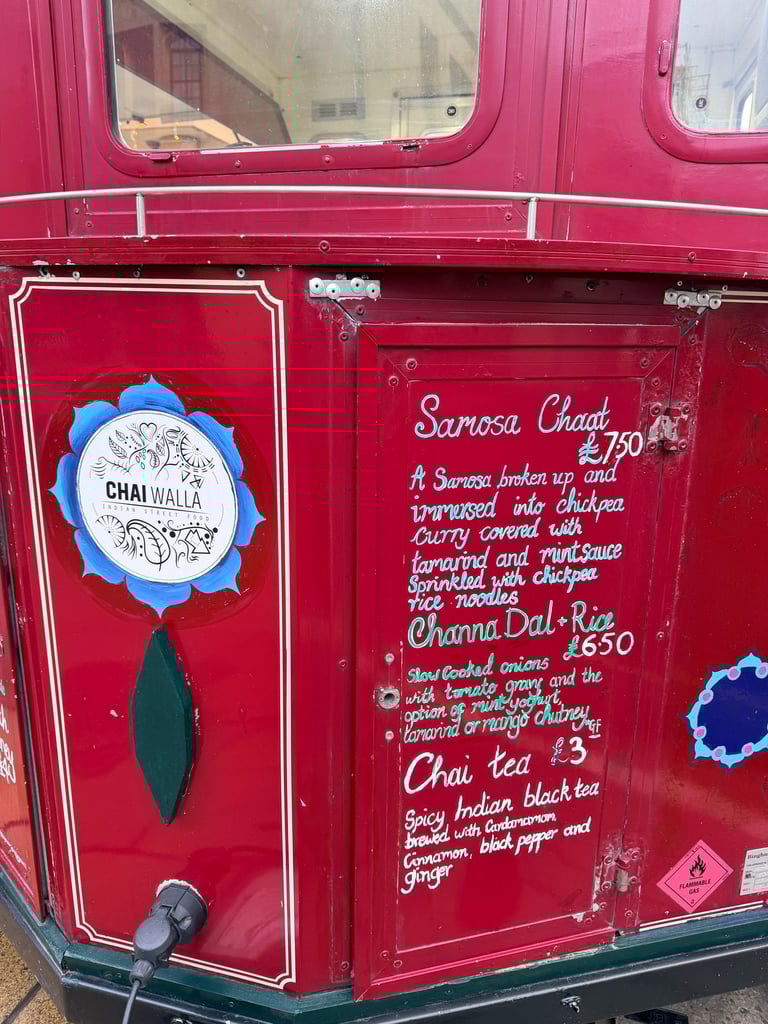 CHAI WALLA
INDIAN STREET FOOD
Samosa Chaat
£7.50
A Samosa broken up and
immersed into chickpea
curry covered with
tamarind and mint sauce
Sprinkled with chickpea
rice noodles
Channa Dal + Rice
£6.50
Slow cooked onions
with tomato gravy and the
option of mint yoghurt,
tamarind or mango chutney
GF
Chai tea £3
Spicy Indian black tea
brewed with Cardamamon,
Cinnamon, black pepper and
ginger
FLAMMABLE
GAS
2